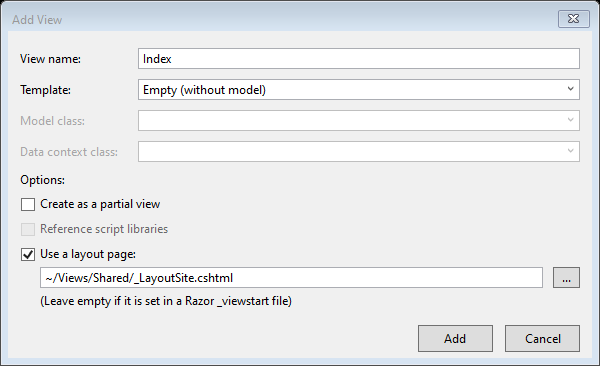 Add View
View name: Index
Template: Empty (without model)
Model class:
Data context class:
Options:
Create as a partial view
Reference script libraries
Use a layout page:
~/Views/Shared/_LayoutSite.cshtml ...
(Leave empty if it is set in a Razor _viewstart file)
Add Cancel